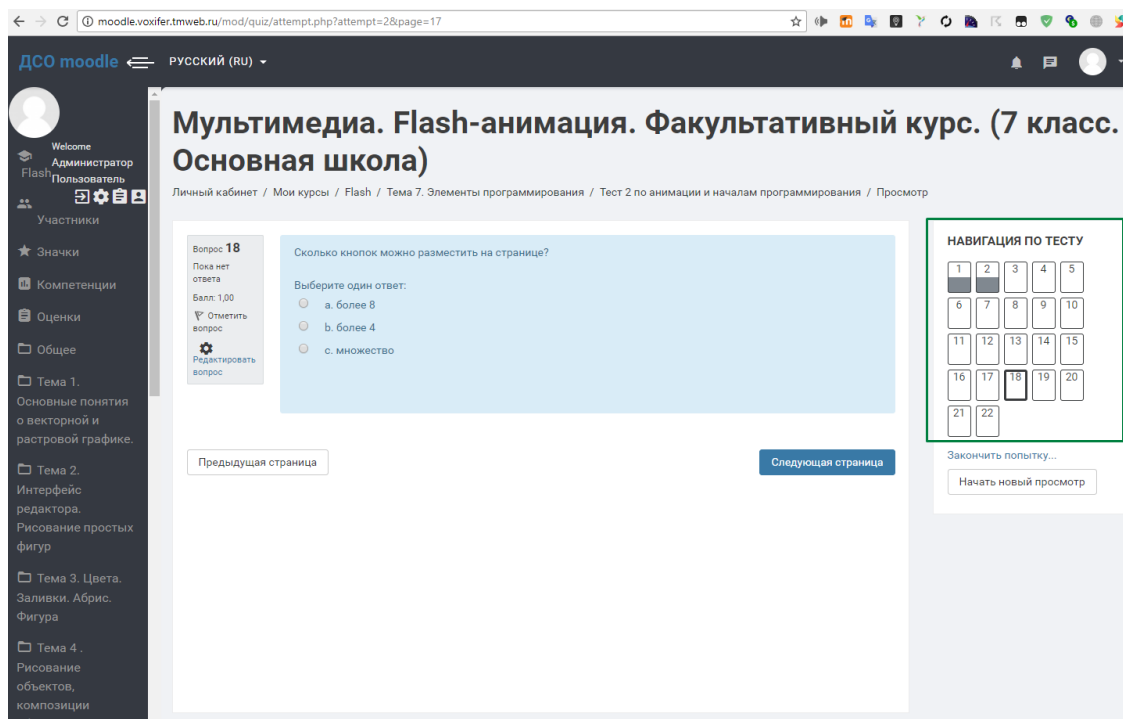 moodle.voxifer.tmweb.ru/mod/quiz/attempt.php?attempt=2&page=17
ДСО moodle
РУССКИЙ (RU)
Welcome
Администратор
Пользователь
Flash
Участники
Значки
Компетенции
Оценки
Общее
Тема 1.
Основные понятия
о векторной и
растровой графике.
Тема 2.
Интерфейс
редактора.
Рисование простых
фигур
Тема 3. Цвета.
Заливки. Абрис.
Фигура
Тема 4 .
Рисование
объектов,
композиции
Мультимедиа. Flash-анимация. Факультативный курс. (7 класс.
Основная школа)
Личный кабинет / Мои курсы / Flash / Тема 7. Элементы программирования / Тест 2 по анимации и началам программирования / Просмотр
Вопрос 18
Пока нет
ответа
Балл: 1,00
Отметить
вопрос
Редактировать
вопрос
Сколько кнопок можно разместить на странице?
Выберите один ответ:
a. более 8
b. более 4
c. множество
Предыдущая страница
Следующая страница
НАВИГАЦИЯ ПО ТЕСТУ
1 2 3 4 5
6 7 8 9 10
11 12 13 14 15
16 17 18 19 20
21 22
Закончить попытку...
Начать новый просмотр